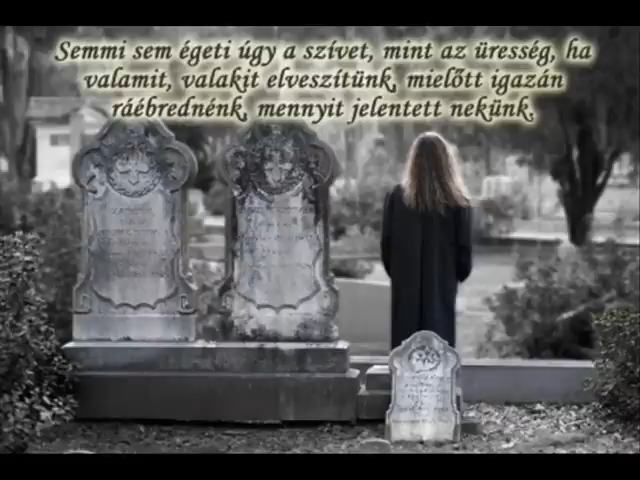 Semmi sem égeti úgy a szívet, mint az üresség, ha
valamit, valakit elveszítünk, mielőtt igazán
ráébrednénk, mennyit jelentett nekünk.